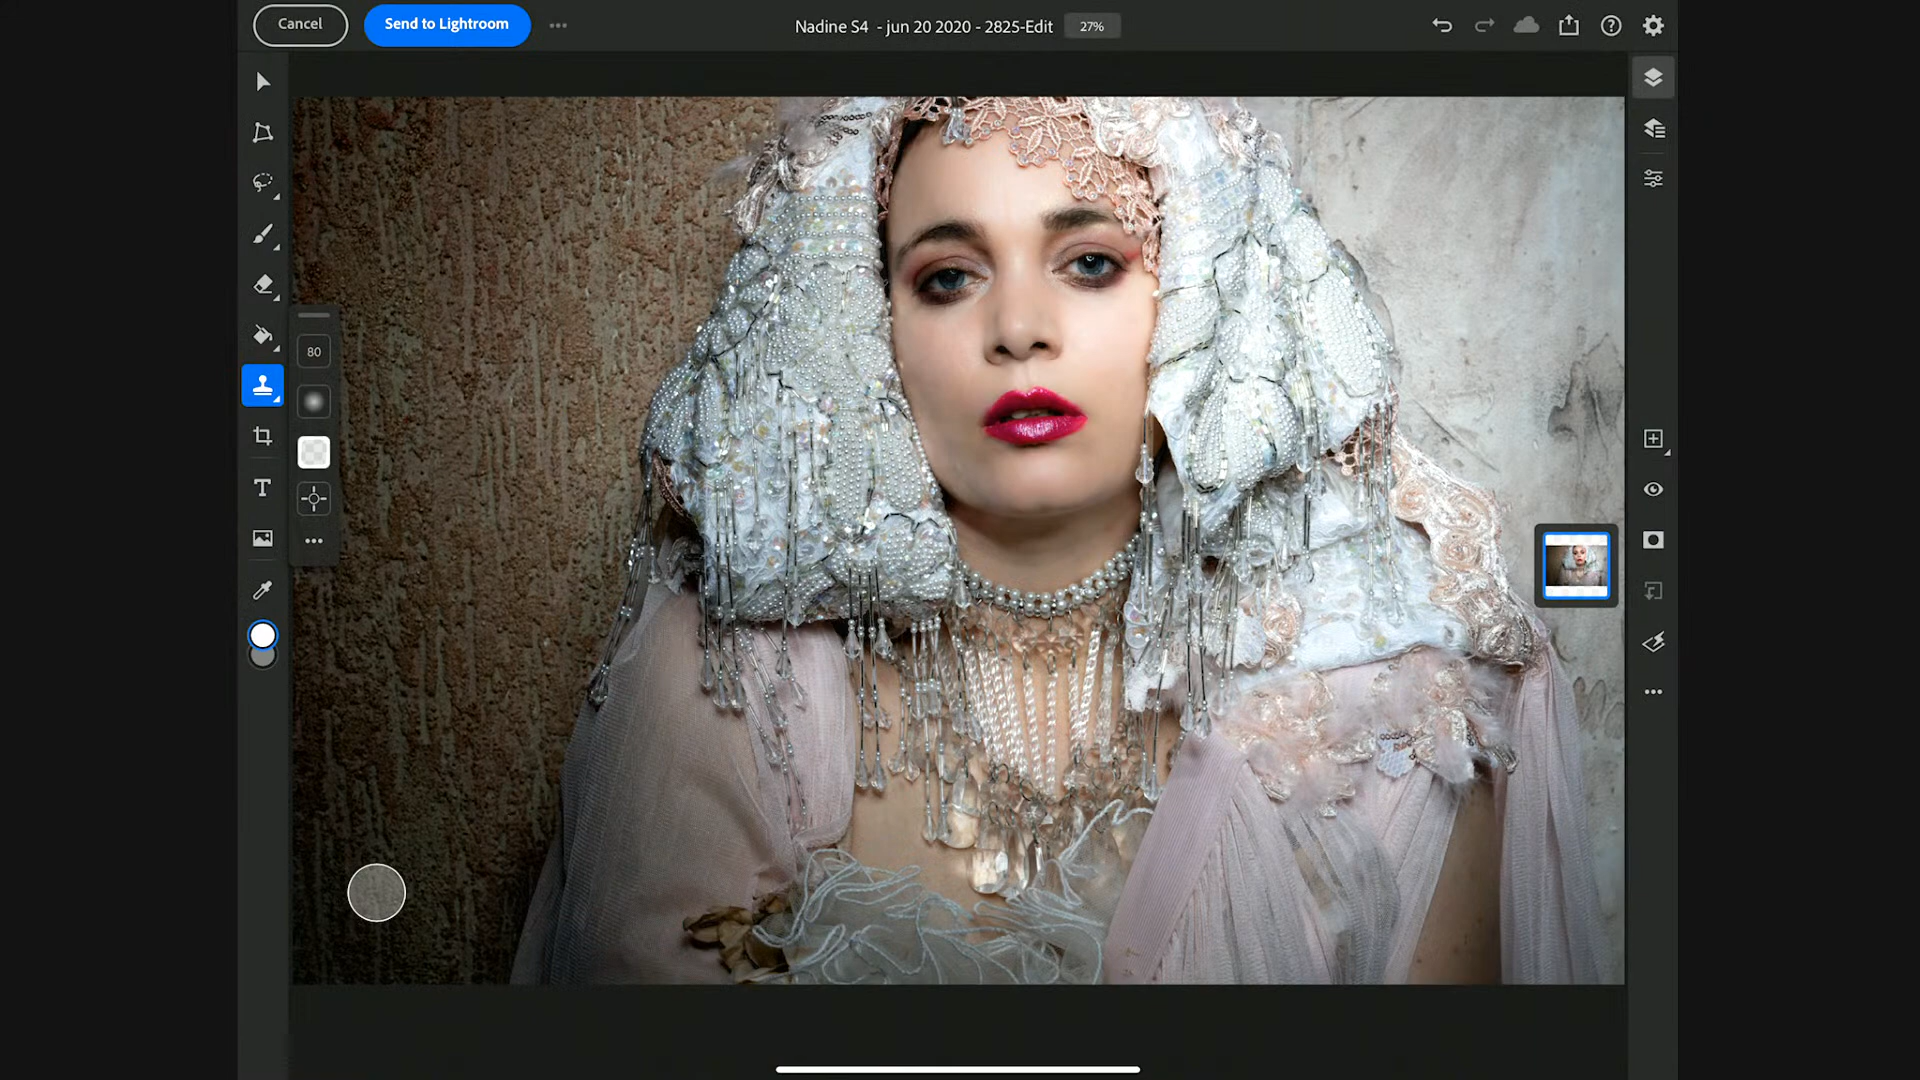 Cancel
Send to Lightroom
Nadine S4 - jun 20 2020 - 2825-Edit
27%
80
T